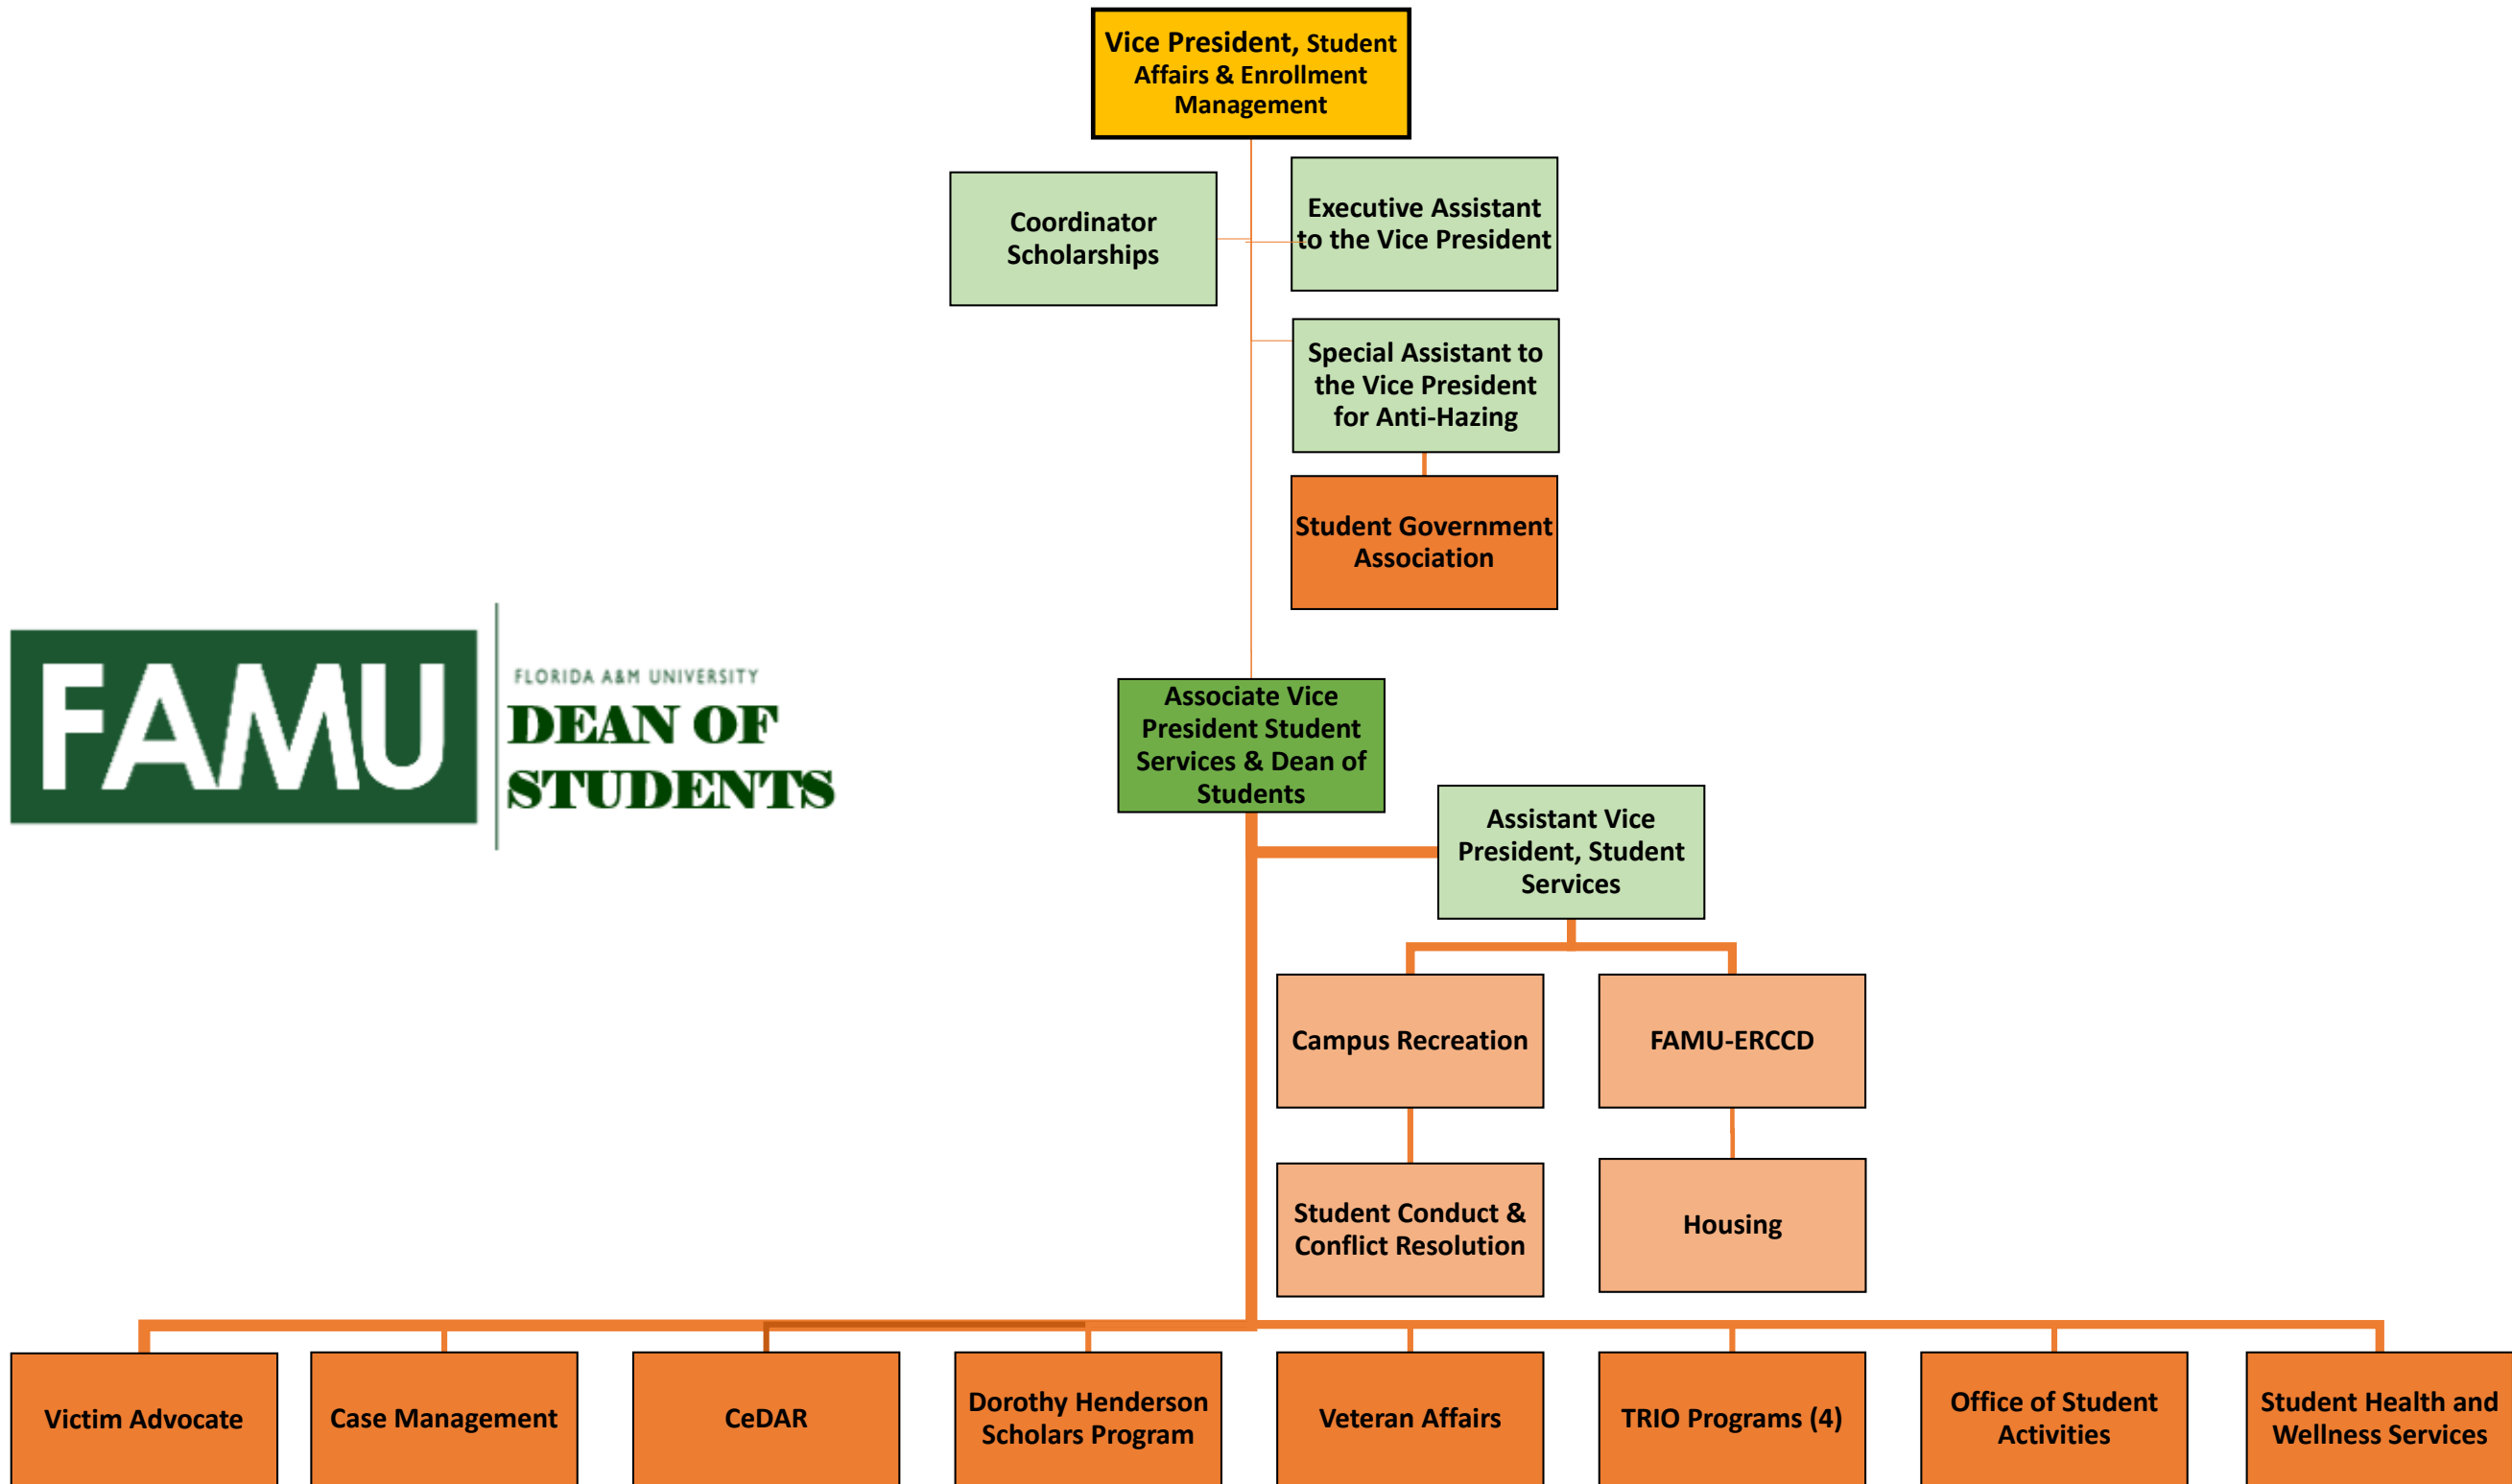 Vice President, Student
Affairs & Enrollment
Management
Coordinator
Scholarships
Executive Assistant
to the Vice President
Special Assistant to
the Vice President
for Anti-Hazing
Student Government
Association
FAMU
FLORIDA A&M UNIVERSITY
DEAN OF
STUDENTS
Associate Vice
President Student
Services & Dean of
Students
Assistant Vice
President, Student
Services
Campus Recreation
FAMU-ERCCD
Student Conduct &
Conflict Resolution
Housing
Victim Advocate
Case Management
CeDAR
Dorothy Henderson
Scholars Program
Veteran Affairs
TRIO Programs (4)
Office of Student
Activities
Student Health and
Wellness Services